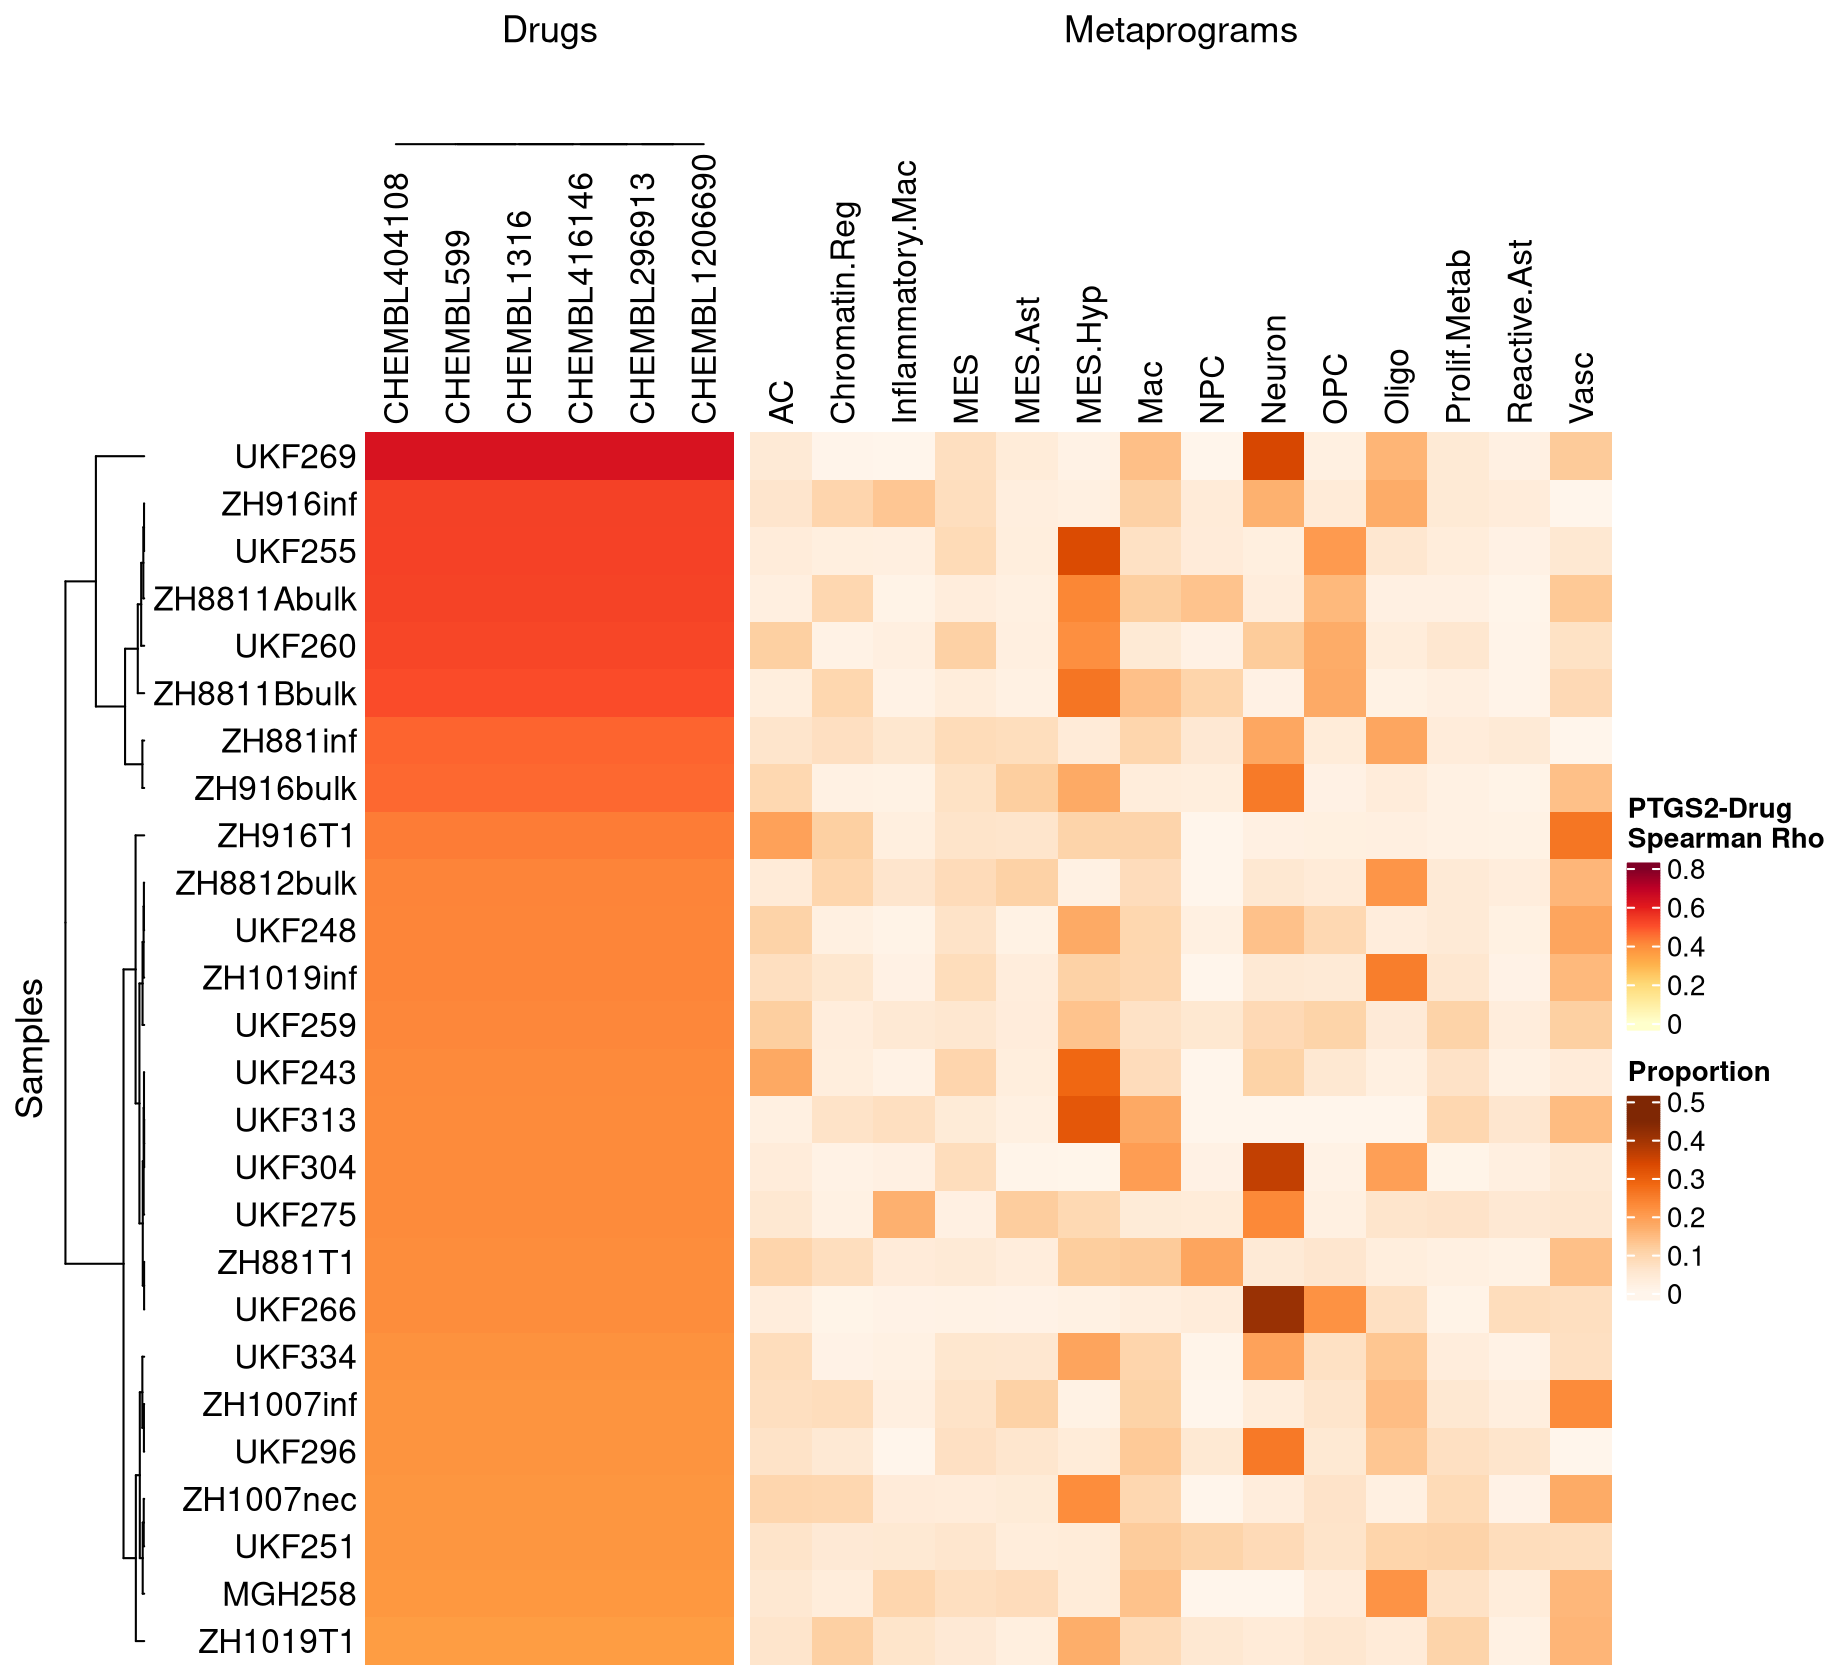 Drugs
Metaprograms
CHEMBL404108
CHEMBL599
CHEMBL1316
CHEMBL416146
CHEMBL296913
CHEMBL1206690
AC
Chromatin.Reg
Inflammatory.Mac
MES
MES.Ast
MES.Hyp
Mac
NPC
Neuron
OPC
Oligo
Prolif.Metab
Reactive.Ast
Vasc
Samples
UKF269
ZH916inf
UKF255
ZH8811Abulk
UKF260
ZH8811Bbulk
ZH881inf
ZH916bulk
ZH916T1
ZH8812bulk
UKF248
ZH1019inf
UKF259
UKF243
UKF313
UKF304
UKF275
ZH881T1
UKF266
UKF334
ZH1007inf
UKF296
ZH1007nec
UKF251
MGH258
ZH1019T1
PTGS2-Drug
Spearman Rho
0.8
0.6
0.4
0.2
0
Proportion
0.5
0.4
0.3
0.2
0.1
0